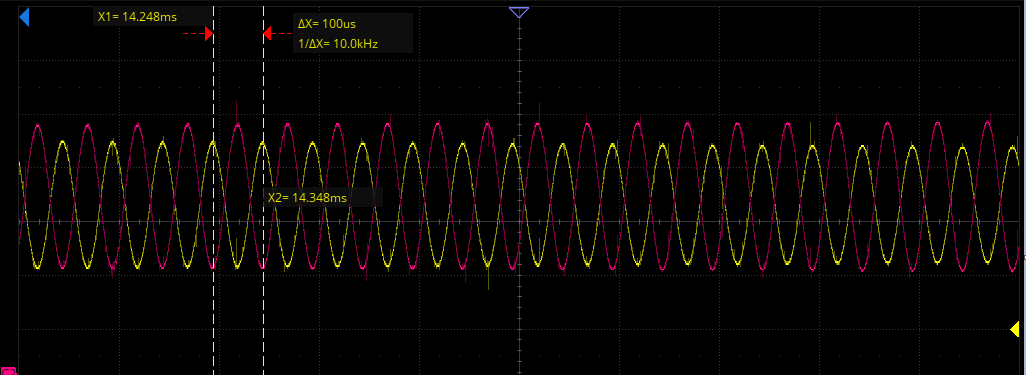 X1= 14.248ms
ΔX= 100us
1/ΔX= 10.0kHz
X2= 14.348ms